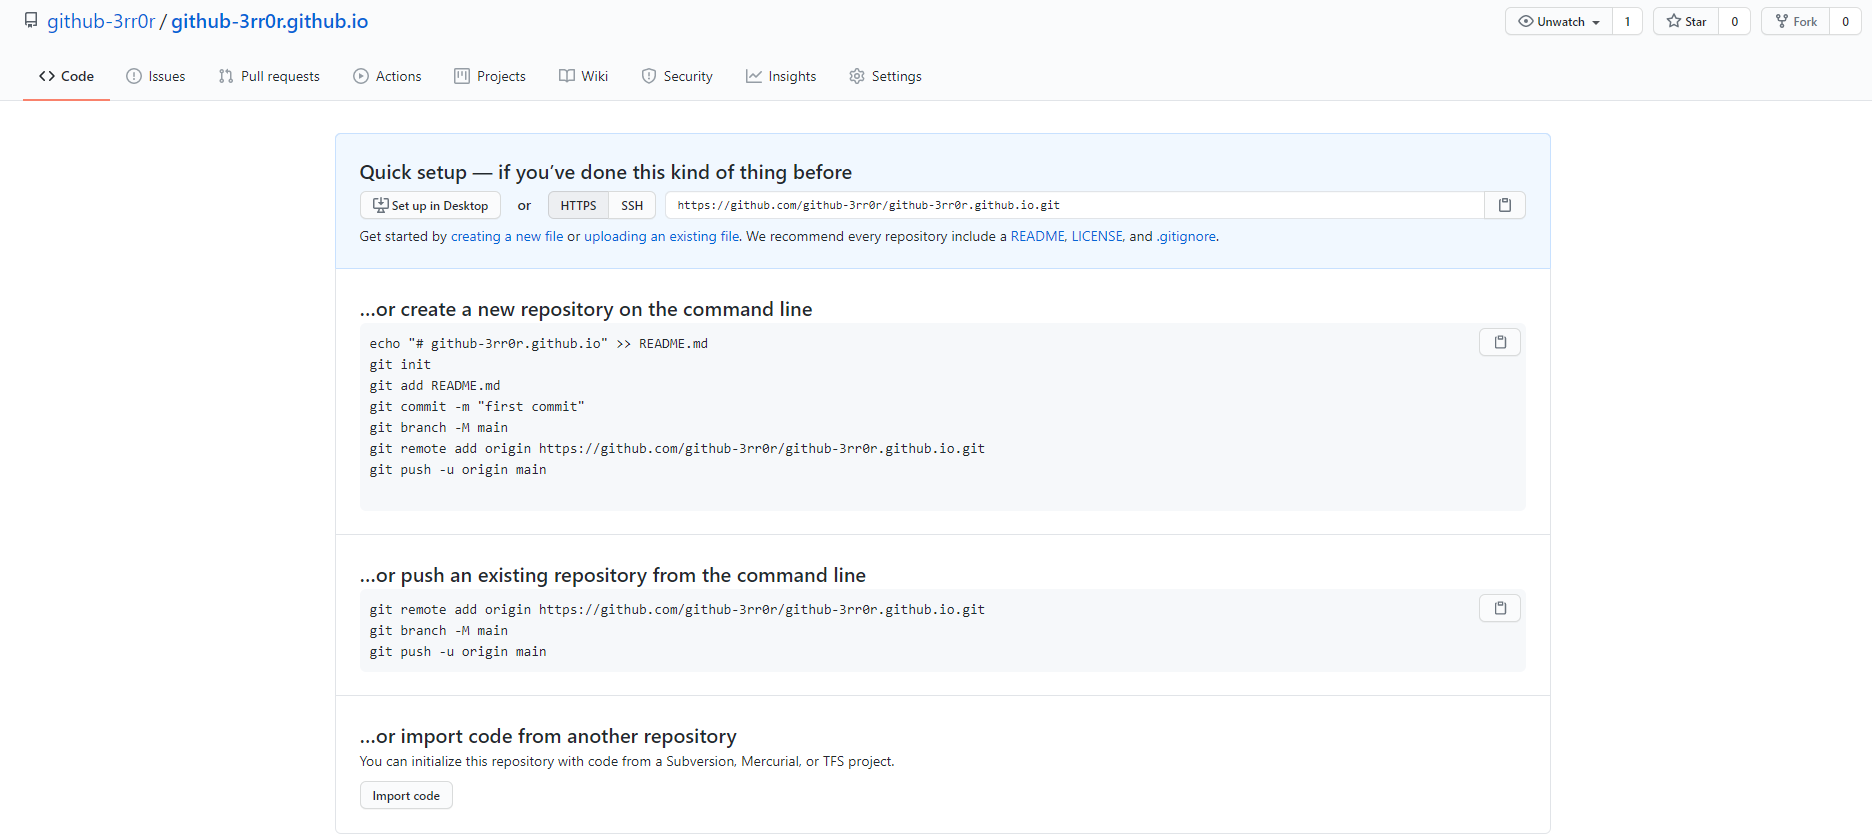 github-3rr0r / github-3rr0r.github.io
Unwatch 1 Star 0 Fork 0
Code Issues Pull requests Actions Projects Wiki Security Insights Settings
Quick setup — if you’ve done this kind of thing before
Set up in Desktop or HTTPS SSH https://github.com/github-3rr0r/github-3rr0r.github.io.git
Get started by creating a new file or uploading an existing file. We recommend every repository include a README, LICENSE, and .gitignore.
…or create a new repository on the command line
echo "# github-3rr0r.github.io" >> README.md
git init
git add README.md
git commit -m "first commit"
git branch -M main
git remote add origin https://github.com/github-3rr0r/github-3rr0r.github.io.git
git push -u origin main
…or push an existing repository from the command line
git remote add origin https://github.com/github-3rr0r/github-3rr0r.github.io.git
git branch -M main
git push -u origin main
…or import code from another repository
You can initialize this repository with code from a Subversion, Mercurial, or TFS project.
Import code